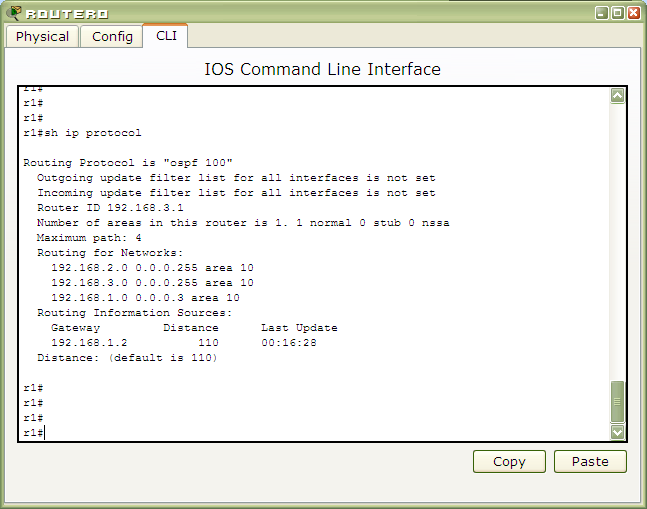 ROUTER0
Physical Config CLI
IOS Command Line Interface
r1#
r1#
r1#
r1#sh ip protocol
Routing Protocol is "ospf 100"
Outgoing update filter list for all interfaces is not set
Incoming update filter list for all interfaces is not set
Router ID 192.168.3.1
Number of areas in this router is 1. 1 normal 0 stub 0 nssa
Maximum path: 4
Routing for Networks:
192.168.2.0 0.0.0.255 area 10
192.168.3.0 0.0.0.255 area 10
192.168.1.0 0.0.0.3 area 10
Routing Information Sources:
Gateway Distance Last Update
192.168.1.2 110 00:16:28
Distance: (default is 110)
r1#
r1#
r1#
r1#
Copy Paste